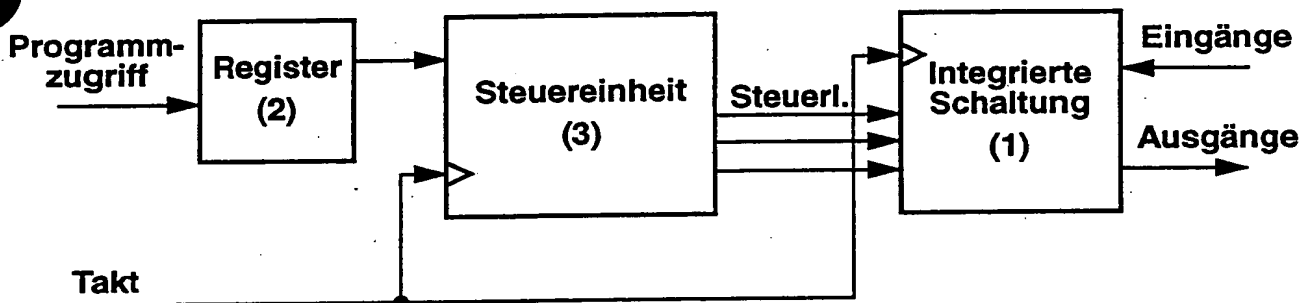 Programm-
zugriff
Register
(2)
Steuereinheit
(3)
Steuerl.
Integrierte
Schaltung
(1)
Eingänge
Ausgänge
Takt